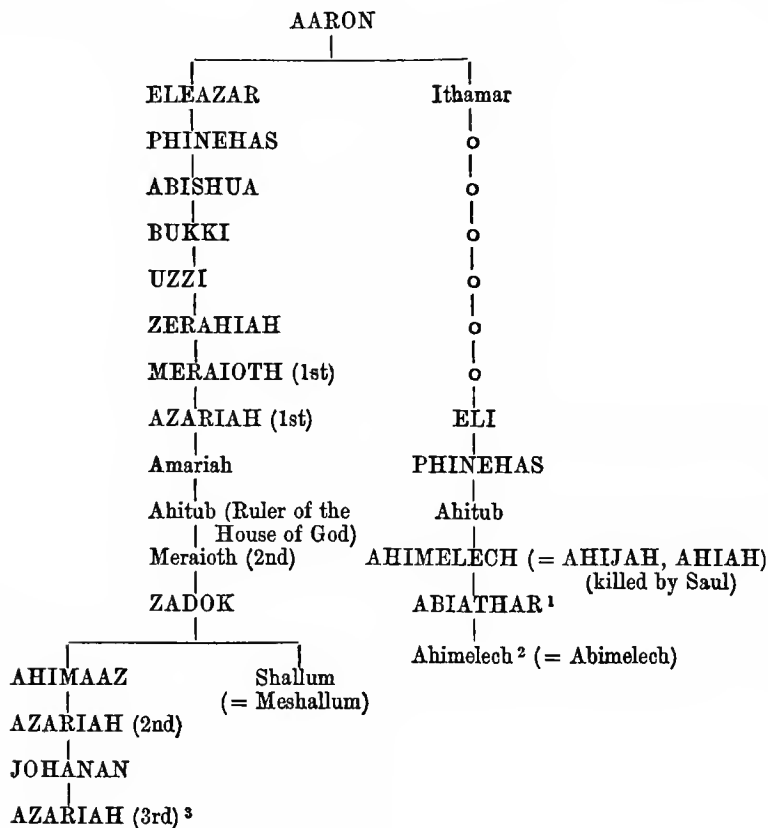 AARON
ELEAZAR Ithamar
PHINEHAS o
ABISHUA o
BUKKI o
UZZI o
ZERAHIAH o
MERAIOTH (1st) o
AZARIAH (1st) ELI
Amariah PHINEHAS
Ahitub (Ruler of the Ahitub
House of God)
Meraioth (2nd) AHIMELECH (= AHIJAH, AHIAH)
(killed by Saul)
ZADOK ABIATHAR ¹
Ahimelech ² (= Abimelech)
AHIMAAZ Shallum
(= Meshallum)
AZARIAH (2nd)
JOHANAN
AZARIAH (3rd) ³